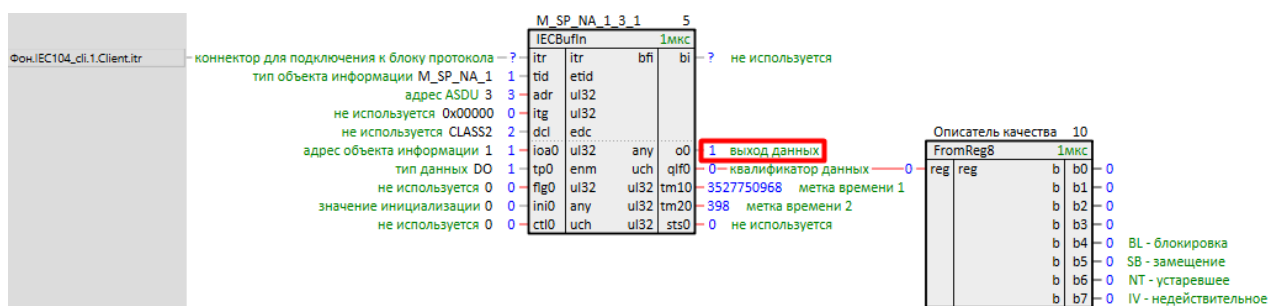 M_SP_NA_1_3_1 5
IECBufIn 1мкс
Фон.IEC104_cli.1.Client.itr коннектор для подключения к блоку протокола ? itr itr bfi bi ? не используется
тип объекта информации M_SP_NA_1 1 tid etid
адрес ASDU 3 3 adr ul32
не используется 0x00000 0 itg ul32
не используется CLASS2 2 dcl edc
адрес объекта информации 1 1 ioa0 ul32 any o0 1 выход данных
тип данных DO 1 tp0 enm uch qlf0 0 квалификатор данных 0
не используется 0 0 flg0 ul32 ul32 tm10 3527750968 метка времени 1
значение инициализации 0 0 ini0 any ul32 tm20 398 метка времени 2
не используется 0 0 ctl0 uch ul32 sts0 0 не используется
Описатель качества 10
FromReg8 1мкс
reg reg b b0 0
b b1 0
b b2 0
b b3 0
b b4 0 BL - блокировка
b b5 0 SB - замещение
b b6 0 NT - устаревшее
b b7 0 IV - недействительное